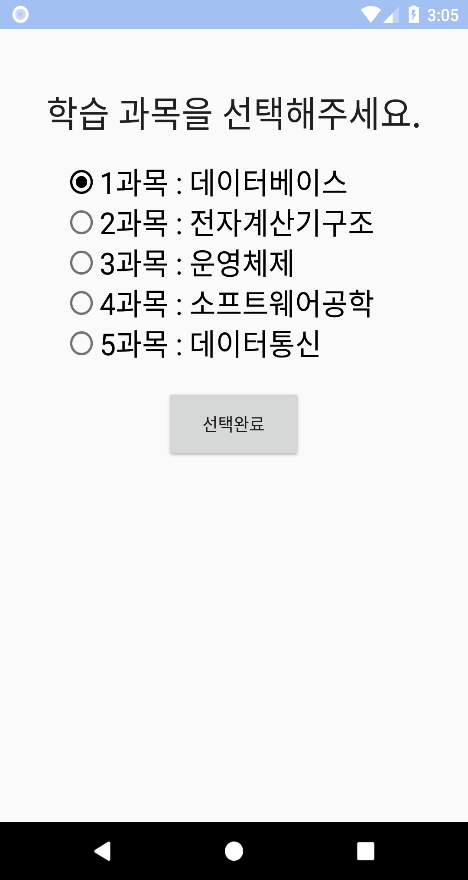 3:05
학습 과목을 선택해주세요.
1과목 : 데이터베이스
2과목 : 전자계산기구조
3과목 : 운영체제
4과목 : 소프트웨어공학
5과목 : 데이터통신
선택완료